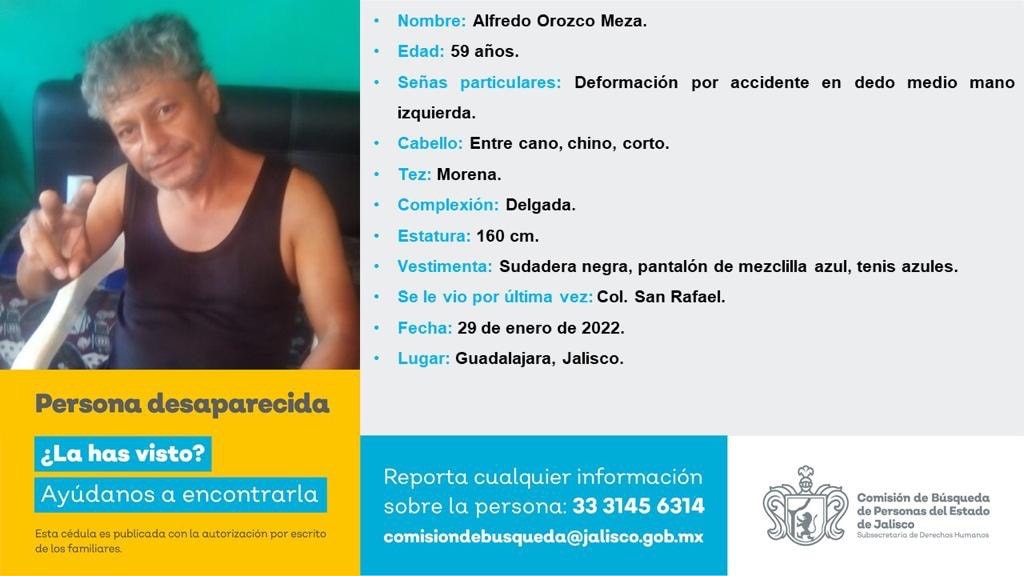 • Nombre: Alfredo Orozco Meza.
• Edad: 59 años.
• Señas particulares: Deformación por accidente en dedo medio mano
izquierda.
• Cabello: Entre cano, chino, corto.
• Tez: Morena.
• Complexión: Delgada.
• Estatura: 160 cm.
• Vestimenta: Sudadera negra, pantalón de mezclilla azul, tenis azules.
• Se le vio por última vez: Col. San Rafael.
• Fecha: 29 de enero de 2022.
• Lugar: Guadalajara, Jalisco.
Persona desaparecida
¿La has visto?
Ayúdanos a encontrarla
Esta cédula es publicada con la autorización por escrito
de los familiares.
Reporta cualquier información
sobre la persona: 33 3145 6314
comisiondebusqueda@jalisco.gob.mx
Comisión de Búsqueda
de Personas del Estado
de Jalisco
Subsecretaría de Derechos Humanos